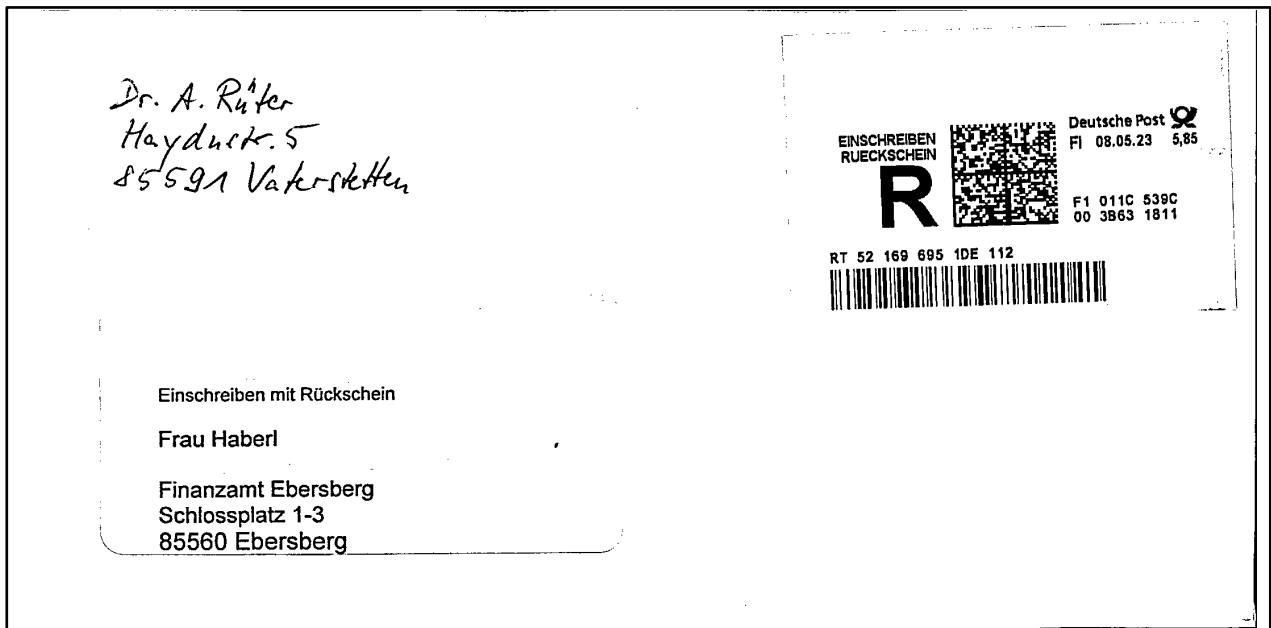 Dr. A. Rüter
Haydnstr. 5
85591 Vaterstetten
Deutsche Post
FI 08.05.23 5,85
EINSCHREIBEN
RUECKSCHEIN
R
F1 011C 539C
00 3B63 1811
RT 52 169 695 1DE 112
Einschreiben mit Rückschein
Frau Haberl
Finanzamt Ebersberg
Schlossplatz 1-3
85560 Ebersberg